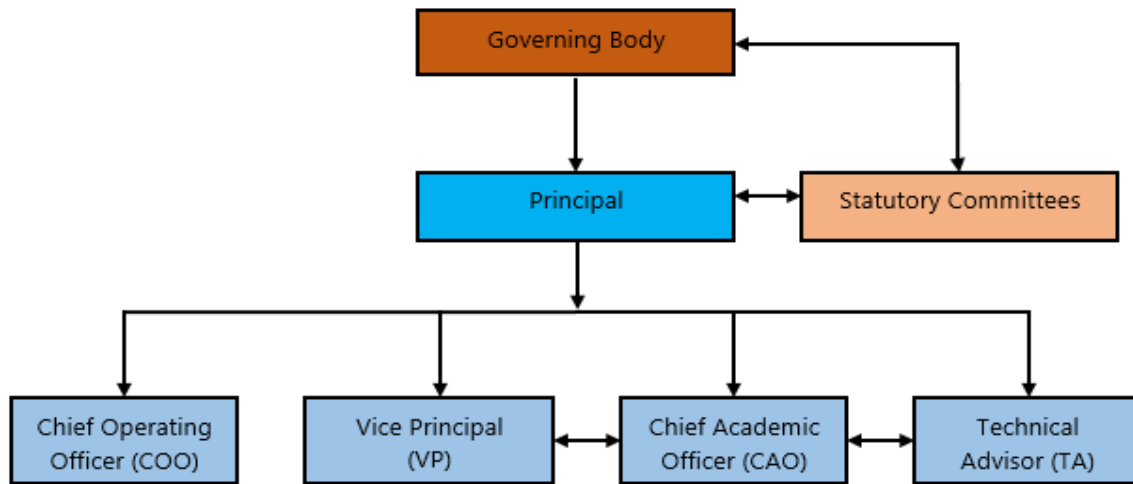 Governing Body
Principal
Statutory Committees
Chief Operating
Officer (COO)
Vice Principal
(VP)
Chief Academic
Officer (CAO)
Technical
Advisor (TA)